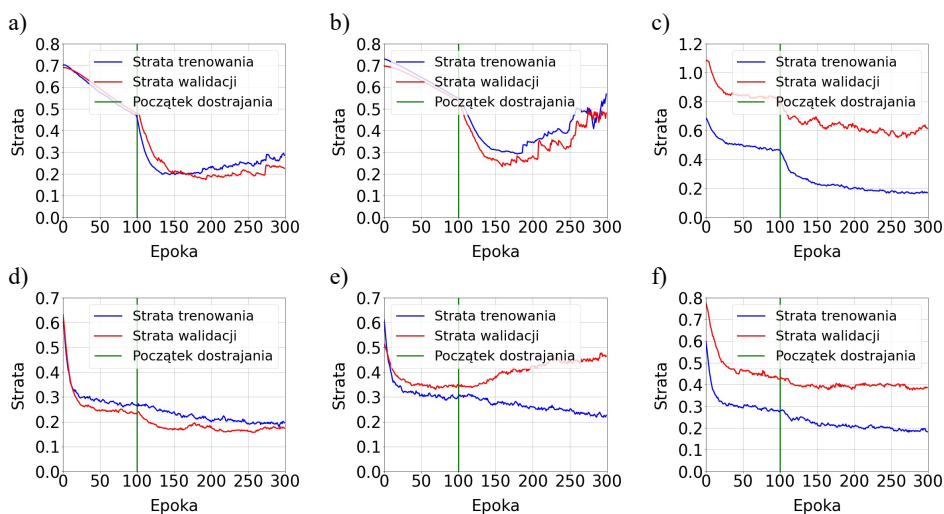 a)
0.8
0.7
0.6
0.5
0.4
0.3
0.2
0.1
0.0
Strata
Strata trenowania
Strata walidacji
Początek dostrajania
0 50 100 150 200 250 300
Epoka
b)
0.8
0.7
0.6
0.5
0.4
0.3
0.2
0.1
0.0
Strata
Strata trenowania
Strata walidacji
Początek dostrajania
0 50 100 150 200 250 300
Epoka
c)
1.2
1.0
0.8
0.6
0.4
0.2
0.0
Strata
Strata trenowania
Strata walidacji
Początek dostrajania
0 50 100 150 200 250 300
Epoka
d)
0.7
0.6
0.5
0.4
0.3
0.2
0.1
0.0
Strata
Strata trenowania
Strata walidacji
Początek dostrajania
0 50 100 150 200 250 300
Epoka
e)
0.7
0.6
0.5
0.4
0.3
0.2
0.1
0.0
Strata
Strata trenowania
Strata walidacji
Początek dostrajania
0 50 100 150 200 250 300
Epoka
f)
0.8
0.7
0.6
0.5
0.4
0.3
0.2
0.1
0.0
Strata
Strata trenowania
Strata walidacji
Początek dostrajania
0 50 100 150 200 250 300
Epoka